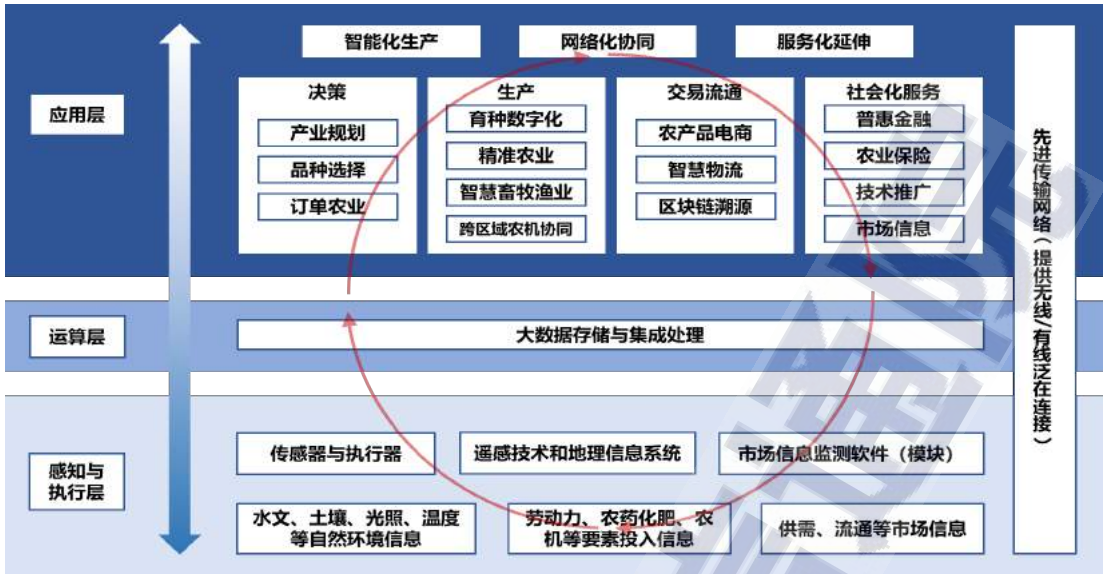 智能化生产
网络化协同
服务化延伸
应用层
决策
产业规划
品种选择
订单农业
生产
育种数字化
精准农业
智慧畜牧渔业
跨区域农机协同
交易流通
农产品电商
智慧物流
区块链溯源
社会化服务
普惠金融
农业保险
技术推广
市场信息
运算层
大数据存储与集成处理
感知与
执行层
传感器与执行器
遥感技术和地理信息系统
市场信息监测软件（模块）
水文、土壤、光照、温度
等自然环境信息
劳动力、农药化肥、农
机等要素投入信息
供需、流通等市场信息
先进传输网络（提供无线/有线泛在连接）